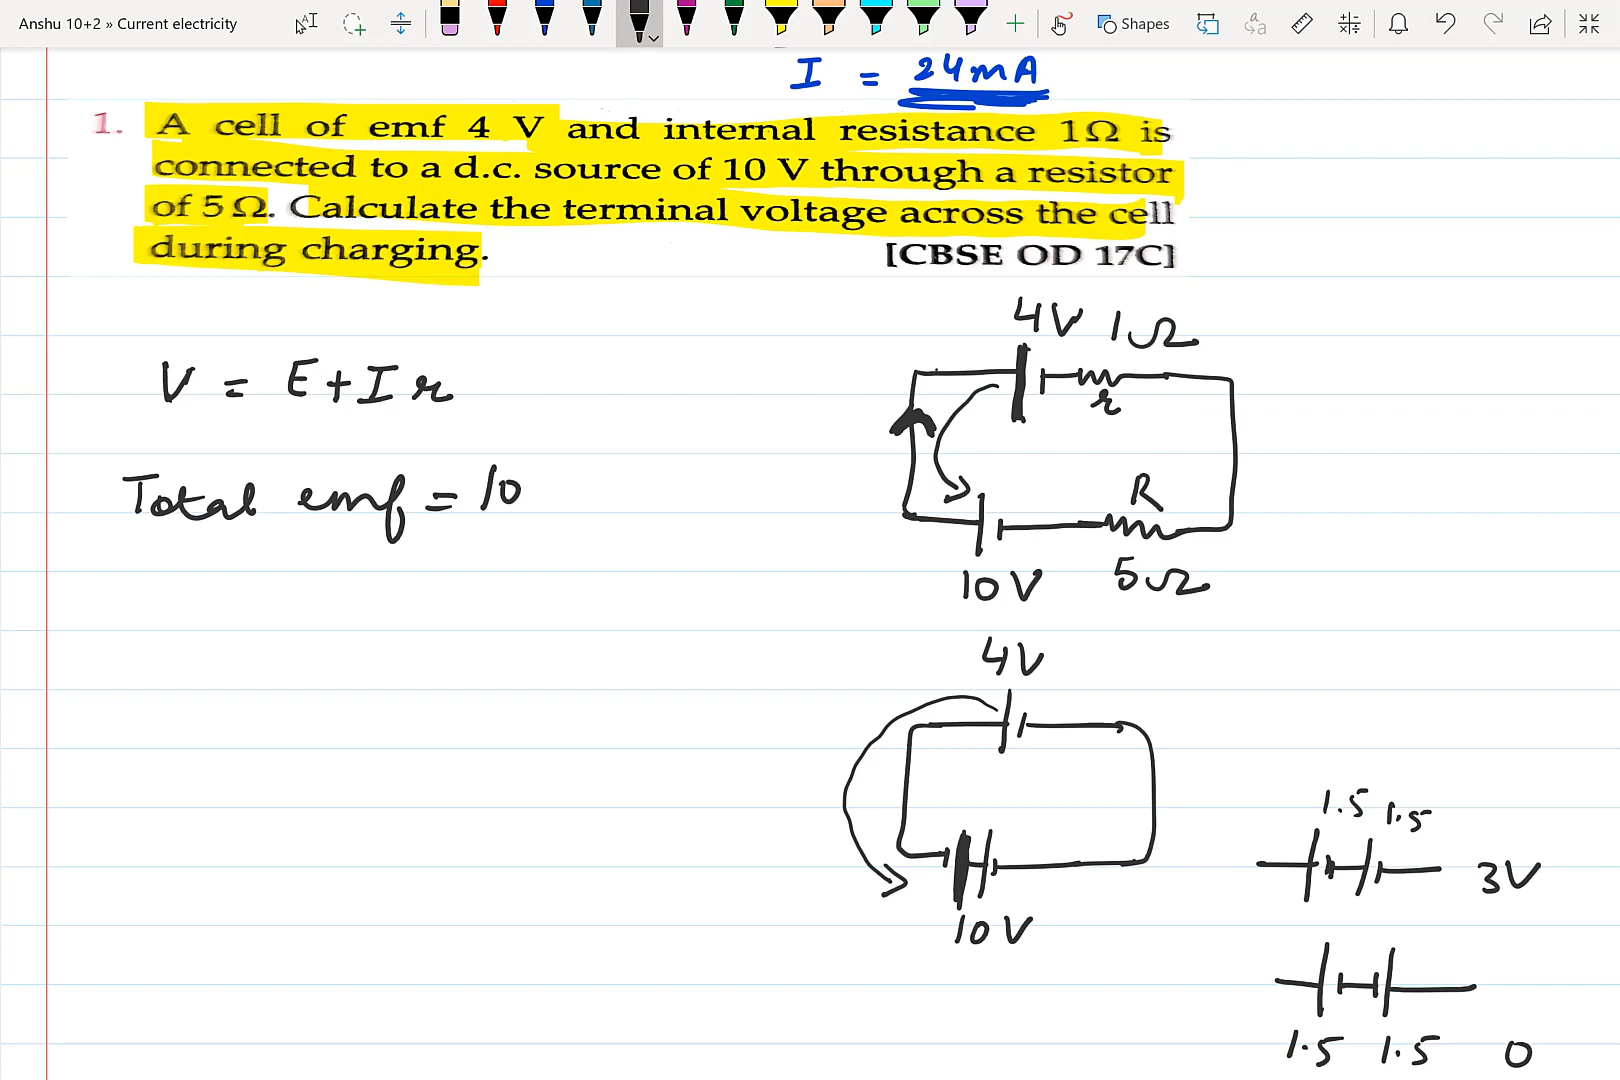 Anshu 10+2 » Current electricity
Shapes
I = 24mA
1. A cell of emf 4 V and internal resistance 1Ω is
connected to a d.c. source of 10 V through a resistor
of 5 Ω. Calculate the terminal voltage across the cell
during charging.
[CBSE OD 17C]
4V 1Ω
r
V = E + I r
R
Total emf = 10
10V 5Ω
4V
10V
1.5 1.5
3V
1.5 1.5 0